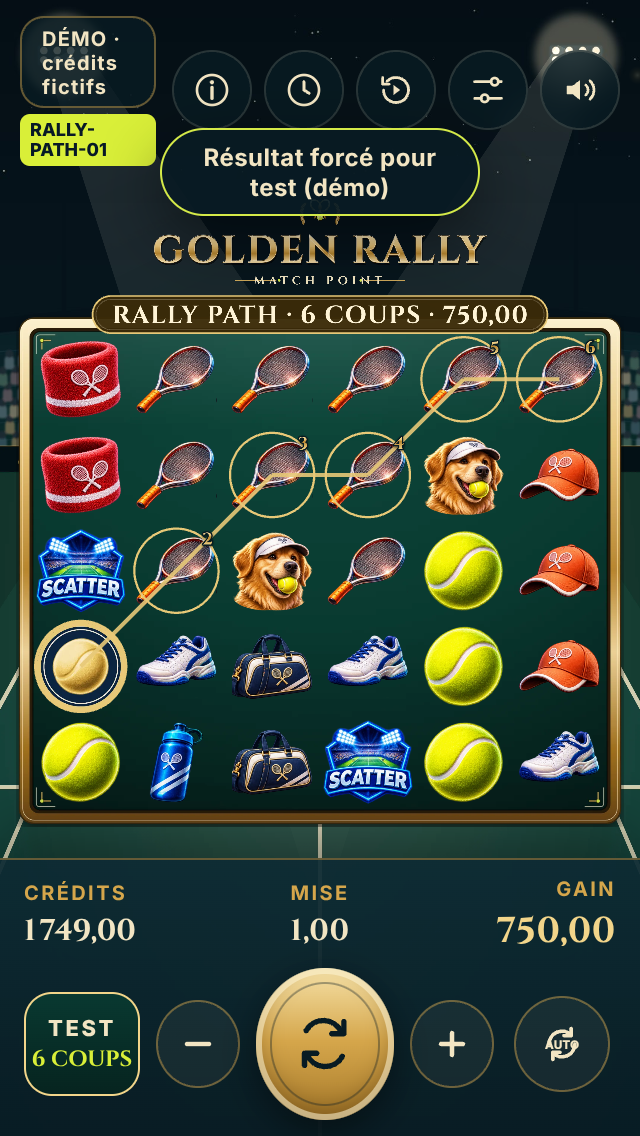 DÉMO ·
crédits
fictifs
RALLY-
PATH-01
Résultat forcé pour
test (démo)
GOLDEN RALLY
MATCH POINT
RALLY PATH · 6 COUPS · 750,00
5
6
3
4
2
SCATTER
SCATTER
CRÉDITS
MISE
GAIN
1749,00
1,00
750,00
TEST
6 COUPS
AUTO